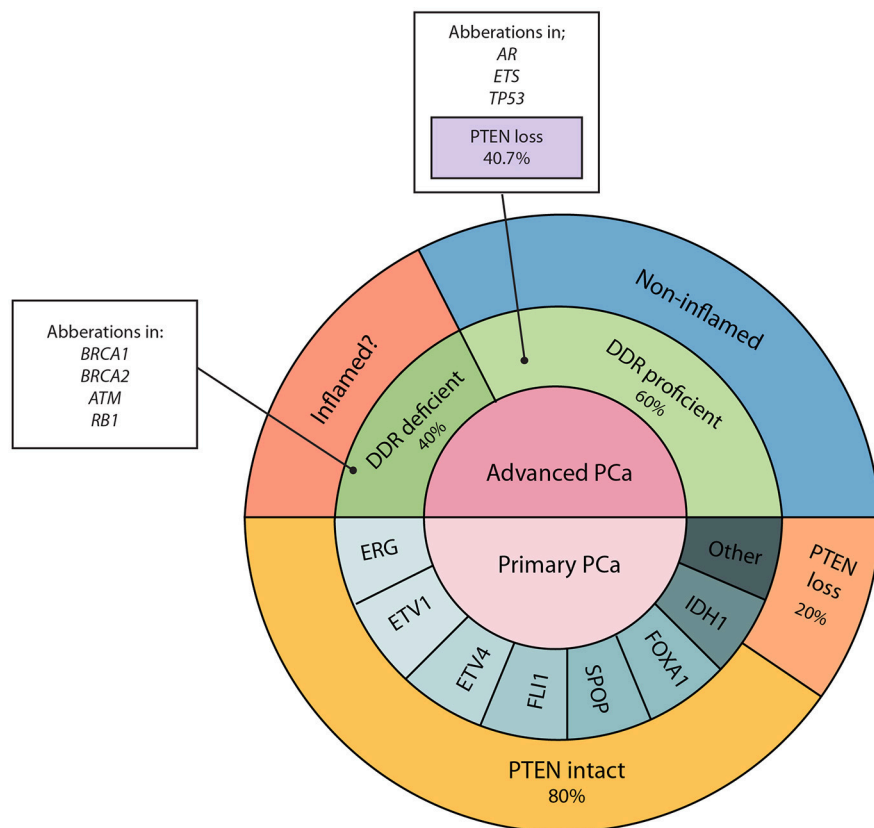 Abberations in;
AR
ETS
TP53
PTEN loss
40.7%
Abberations in:
BRCA1
BRCA2
ATM
RB1
Inflamed?
Non-inflamed
DDR deficient
40%
DDR proficient
60%
Advanced PCa
Primary PCa
ERG
ETV1
ETV4
FLI1
SPOP
FOXA1
IDH1
Other
PTEN
loss
20%
PTEN intact
80%